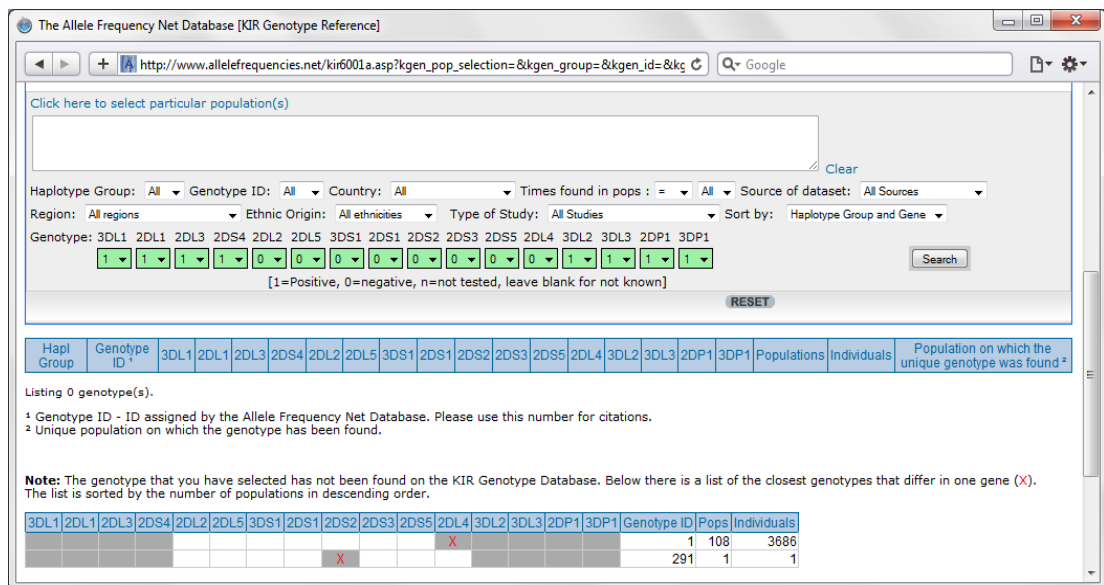 The Allele Frequency Net Database [KIR Genotype Reference]
http://www.allelefrequencies.net/kir6001a.asp?kgen_pop_selection=&kgen_group=&kgen_id=&kg Google
Click here to select particular population(s)
Clear
Haplotype Group: All Genotype ID: All Country: All Times found in pops : = All Source of dataset: All Sources
Region: All regions Ethnic Origin: All ethnicities Type of Study: All Studies Sort by: Haplotype Group and Gene
Genotype: 3DL1 2DL1 2DL3 2DS4 2DL2 2DL5 3DS1 2DS1 2DS2 2DS3 2DS5 2DL4 3DL2 3DL3 2DP1 3DP1
1 1 1 1 0 0 0 0 0 0 0 0 1 1 1 1 Search
[1=Positive, 0=negative, n=not tested, leave blank for not known]
RESET
Hapl Group Genotype ID ¹ 3DL1 2DL1 2DL3 2DS4 2DL2 2DL5 3DS1 2DS1 2DS2 2DS3 2DS5 2DL4 3DL2 3DL3 2DP1 3DP1 Populations Individuals Population on which the unique genotype was found ²
Listing 0 genotype(s).
¹ Genotype ID - ID assigned by the Allele Frequency Net Database. Please use this number for citations.
² Unique population on which the genotype has been found.
Note: The genotype that you have selected has not been found on the KIR Genotype Database. Below there is a list of the closest genotypes that differ in one gene (X).
The list is sorted by the number of populations in descending order.
3DL1 2DL1 2DL3 2DS4 2DL2 2DL5 3DS1 2DS1 2DS2 2DS3 2DS5 2DL4 3DL2 3DL3 2DP1 3DP1 Genotype ID Pops Individuals
X 1 108 3686
X 291 1 1